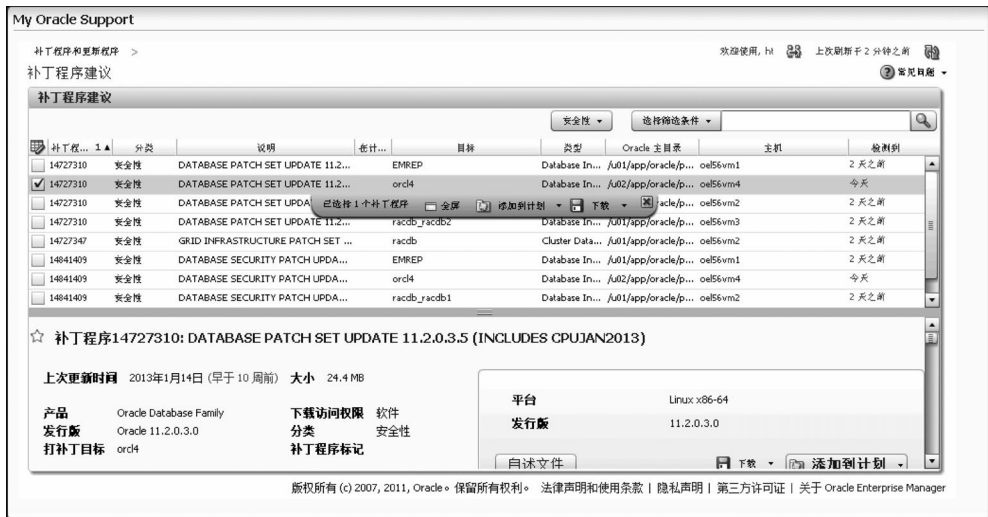 My Oracle Support
补丁程序和更新程序 >
欢迎使用, ht 上次刷新于 2 分钟之前
补丁程序建议
常见问题
补丁程序建议
安全性 选择筛选条件
补丁程... 1 分类 说明 在计... 目标 类型 Oracle 主目录 主机 检测到
14727310 安全性 DATABASE PATCH SET UPDATE 11.2... EMREP Database In... /u01/app/oracle/p... oel56vm1 2 天之前
14727310 安全性 DATABASE PATCH SET UPDATE 11.2... orcl4 Database In... /u02/app/oracle/p... oel56vm4 今天
14727310 安全性 DATABASE PATCH SET UPDA /racle/p... oel56vm2 2 天之前
已选择 1 个补丁程序 全屏 添加到计划 下载
14727310 安全性 DATABASE PATCH SET UPDATE 11.2... racdb_racdb2 Database In... /u01/app/oracle/p... oel56vm3 2 天之前
14727347 安全性 GRID INFRASTRUCTURE PATCH SET ... racdb Cluster Data... /u01/app/oracle/p... oel56vm2 2 天之前
14841409 安全性 DATABASE SECURITY PATCH UPDA... EMREP Database In... /u01/app/oracle/p... oel56vm1 2 天之前
14841409 安全性 DATABASE SECURITY PATCH UPDA... orcl4 Database In... /u02/app/oracle/p... oel56vm4 今天
14841409 安全性 DATABASE SECURITY PATCH UPDA... racdb_racdb1 Database In... /u01/app/oracle/p... oel56vm2 2 天之前
补丁程序14727310: DATABASE PATCH SET UPDATE 11.2.0.3.5 (INCLUDES CPUJAN2013)
上次更新时间 2013年1月14日 (早于 10 周前) 大小 24.4 MB
产品 Oracle Database Family 下载访问权限 软件
发行版 Oracle 11.2.0.3.0 分类 安全性
打补丁目标 orcl4 补丁程序标记
平台 Linux x86-64
发行版 11.2.0.3.0
自述文件 下载 添加到计划
版权所有 (c) 2007, 2011, Oracle。保留所有权利。 法律声明和使用条款 | 隐私声明 | 第三方许可证 | 关于 Oracle Enterprise Manager